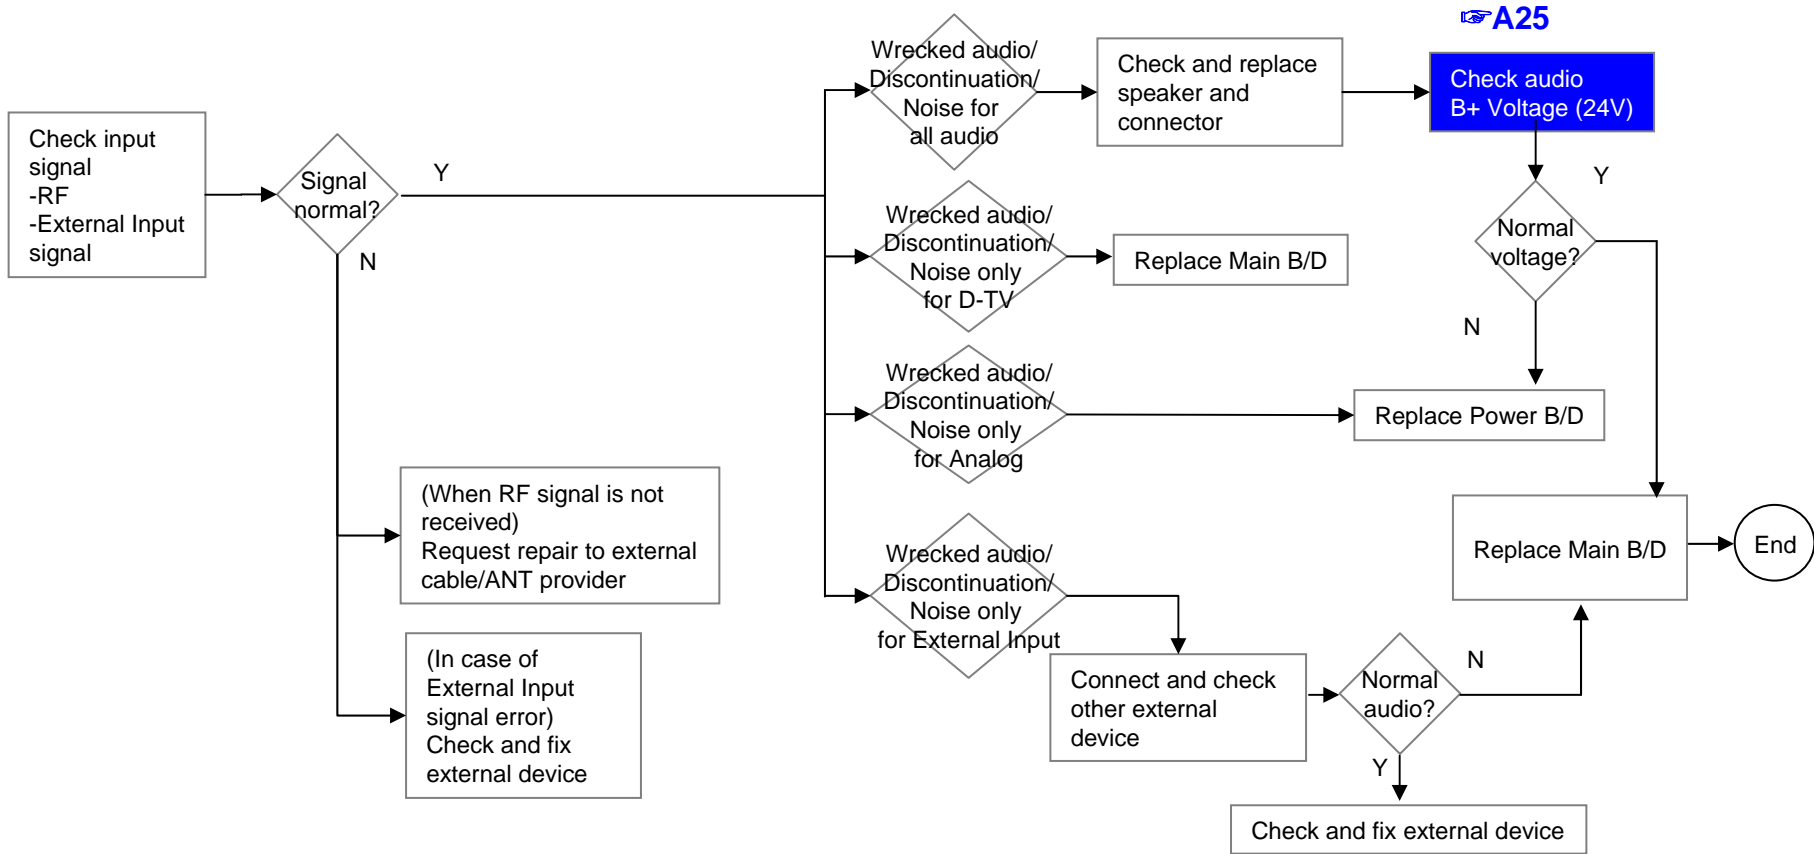 ☞A25
Check input
signal
-RF
-External Input
signal
Signal
normal?
Y
N
(When RF signal is not
received)
Request repair to external
cable/ANT provider
(In case of
External Input
signal error)
Check and fix
external device
Wrecked audio/
Discontinuation/
Noise for
all audio
Check and replace
speaker and
connector
Check audio
B+ Voltage (24V)
Normal
voltage?
Y
N
Wrecked audio/
Discontinuation/
Noise only
for D-TV
Replace Main B/D
Wrecked audio/
Discontinuation/
Noise only
for Analog
Replace Power B/D
Wrecked audio/
Discontinuation/
Noise only
for External Input
Connect and check
other external
device
Normal
audio?
N
Y
Replace Main B/D
End
Check and fix external device